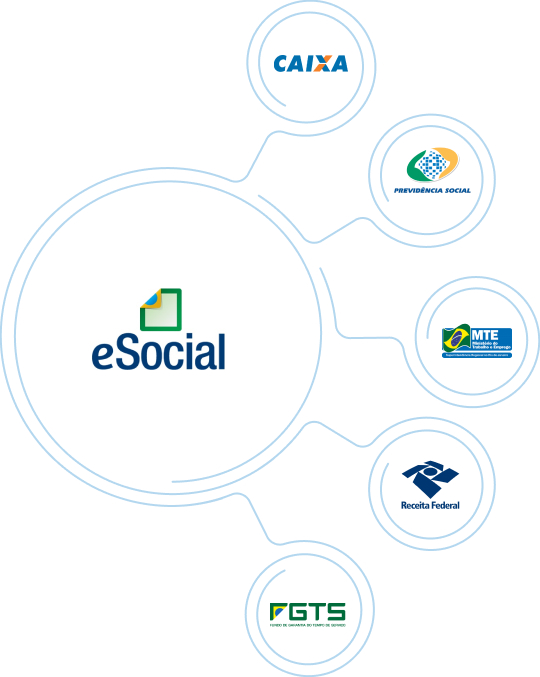 CAIXA
PREVIDÊNCIA SOCIAL
MTE
Ministério do
Trabalho e Emprego
eSocial
Receita Federal
FGTS
FUNDO DE GARANTIA DO TEMPO DE SERVIÇO